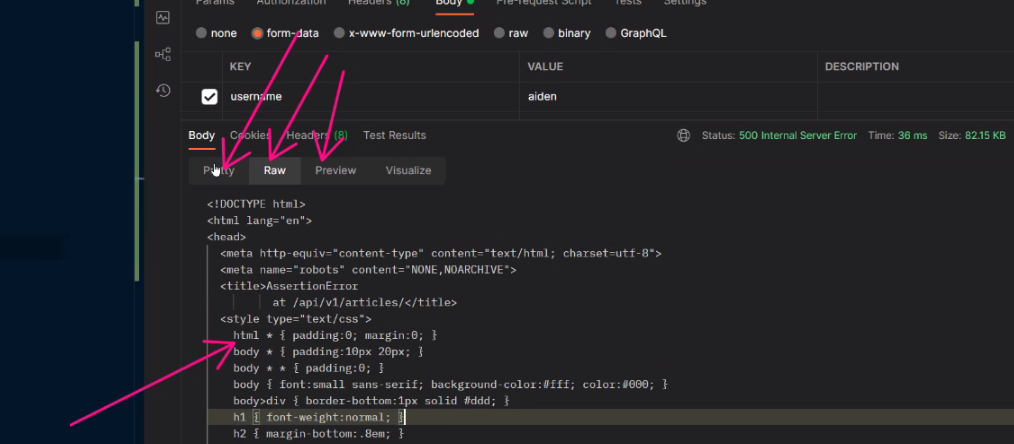 Params Authorization Headers (8) Body Pre-request Script Tests Settings
none form-data x-www-form-urlencoded raw binary GraphQL
KEY VALUE DESCRIPTION
username aiden
Body Cookies Headers (8) Test Results Status: 500 Internal Server Error Time: 36 ms Size: 82.15 KB
Pretty Raw Preview Visualize
<!DOCTYPE html>
<html lang="en">
<head>
<meta http-equiv="content-type" content="text/html; charset=utf-8">
<meta name="robots" content="NONE,NOARCHIVE">
<title>AssertionError
at /api/v1/articles/</title>
<style type="text/css">
html * { padding:0; margin:0; }
body * { padding:10px 20px; }
body * * { padding:0; }
body { font:small sans-serif; background-color:#fff; color:#000; }
body>div { border-bottom:1px solid #ddd; }
h1 { font-weight:normal; }
h2 { margin-bottom:.8em; }